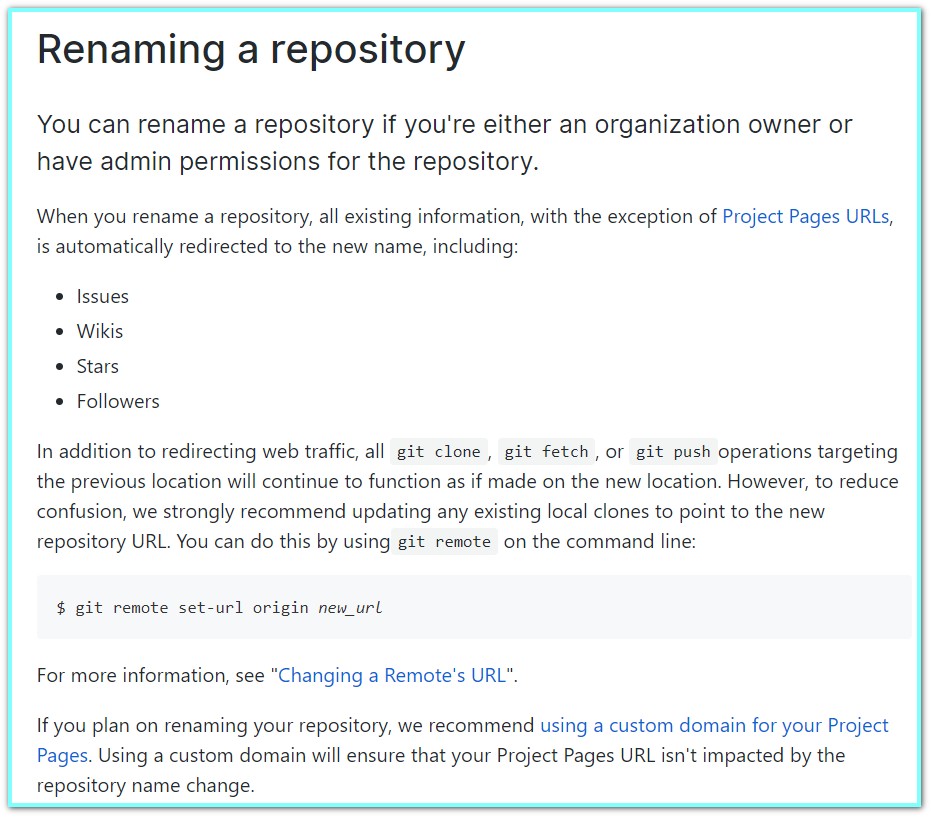 Renaming a repository
You can rename a repository if you're either an organization owner or
have admin permissions for the repository.
When you rename a repository, all existing information, with the exception of Project Pages URLs,
is automatically redirected to the new name, including:
• Issues
• Wikis
• Stars
• Followers
In addition to redirecting web traffic, all git clone , git fetch , or git push operations targeting
the previous location will continue to function as if made on the new location. However, to reduce
confusion, we strongly recommend updating any existing local clones to point to the new
repository URL. You can do this by using git remote on the command line:
$ git remote set-url origin new_url
For more information, see "Changing a Remote's URL".
If you plan on renaming your repository, we recommend using a custom domain for your Project
Pages. Using a custom domain will ensure that your Project Pages URL isn't impacted by the
repository name change.